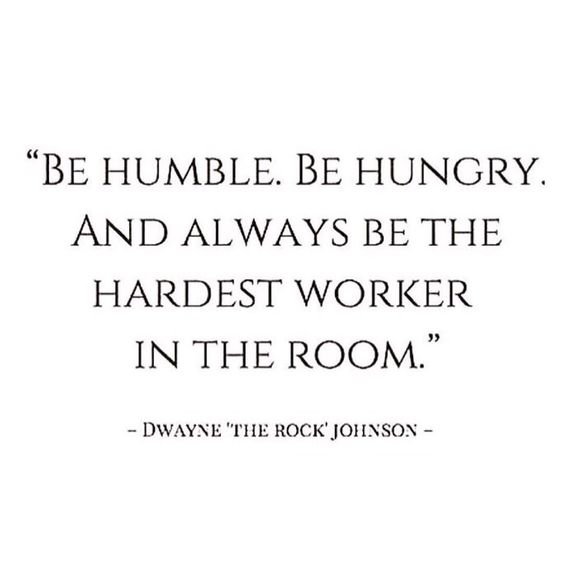 “Be humble. Be hungry.
And always be the
hardest worker
in the room.”
– Dwayne 'The Rock' Johnson –